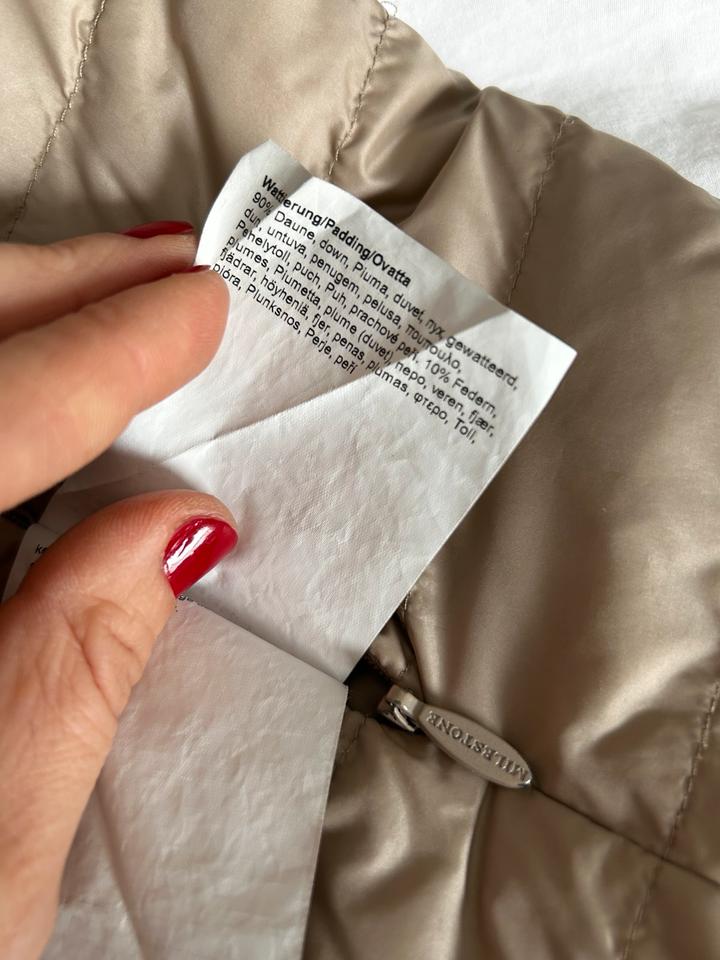 Wattierung/Padding/Ovatta
90% Daune, down, Piuma, duvet, пух, gewatteerd,
dun, untuva, penugem, pelusa, πουπουλο,
Pehelytoll, puch, Puh, prachové peří, 10% Federn,
plumes, Piumetta, plume (duvet), перо, veren, fjær,
fjädrar, höyheniä, fjer, penas, plumas, φτερο, Toll,
pióra, Plunksnos, Perje, peří
MILESTONE